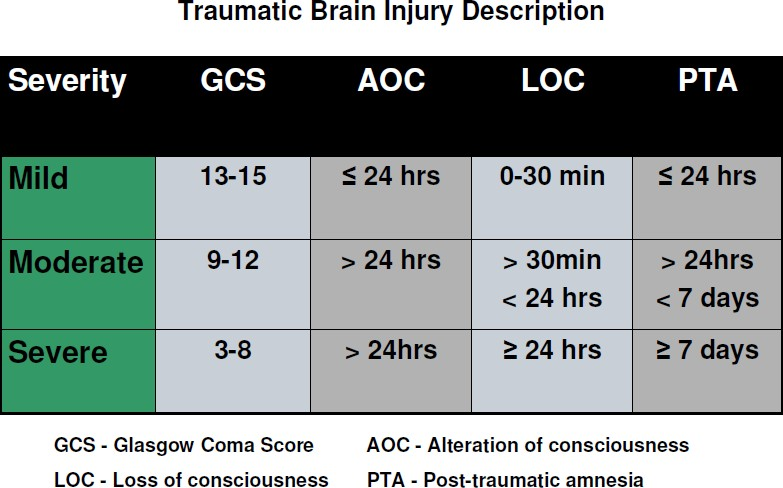 Traumatic Brain Injury Description
Severity GCS AOC LOC PTA
Mild 13-15 ≤ 24 hrs 0-30 min ≤ 24 hrs
Moderate 9-12 > 24 hrs > 30min > 24hrs
< 24 hrs < 7 days
Severe 3-8 > 24hrs ≥ 24 hrs ≥ 7 days
GCS - Glasgow Coma Score AOC - Alteration of consciousness
LOC - Loss of consciousness PTA - Post-traumatic amnesia